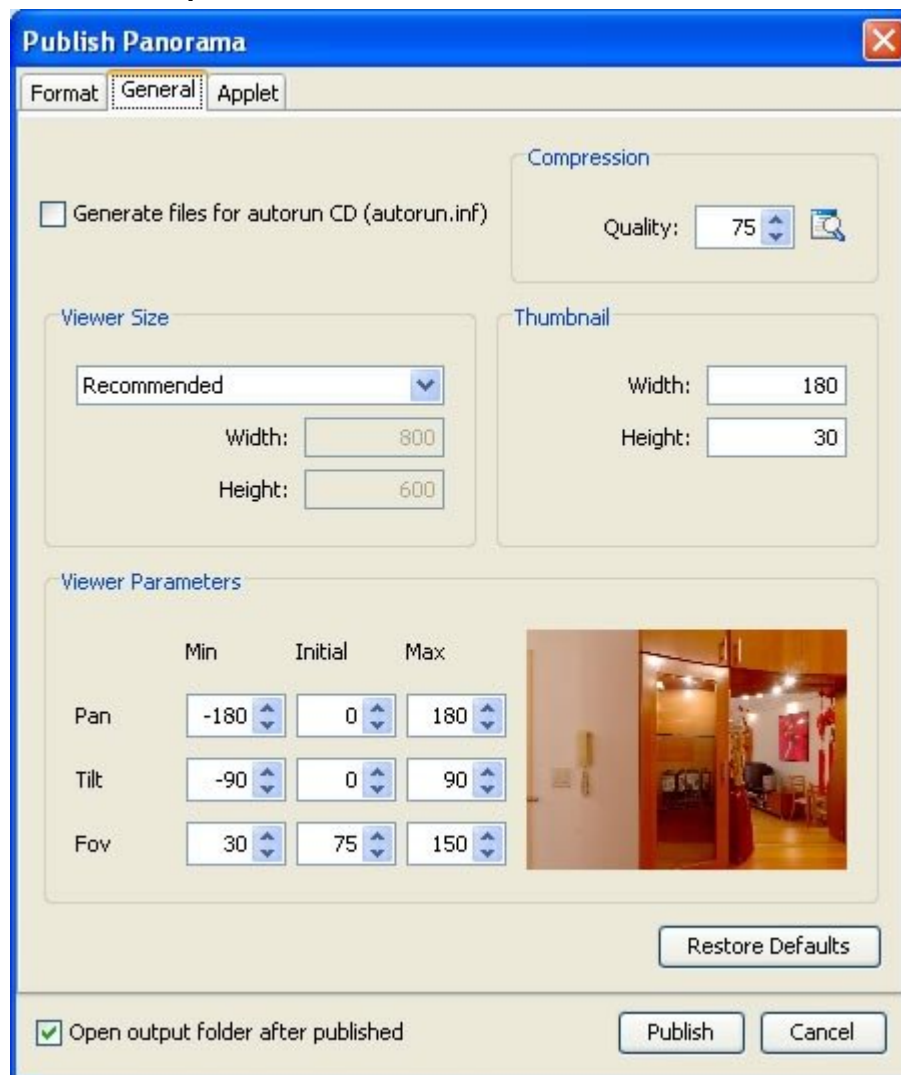 Publish Panorama
Format General Applet
Compression
Generate files for autorun CD (autorun.inf)
Quality: 75
Viewer Size
Thumbnail
Recommended
Width: 180
Width: 800
Height: 30
Height: 600
Viewer Parameters
Min Initial Max
Pan -180 0 180
Tilt -90 0 90
Fov 30 75 150
Restore Defaults
Open output folder after published
Publish Cancel